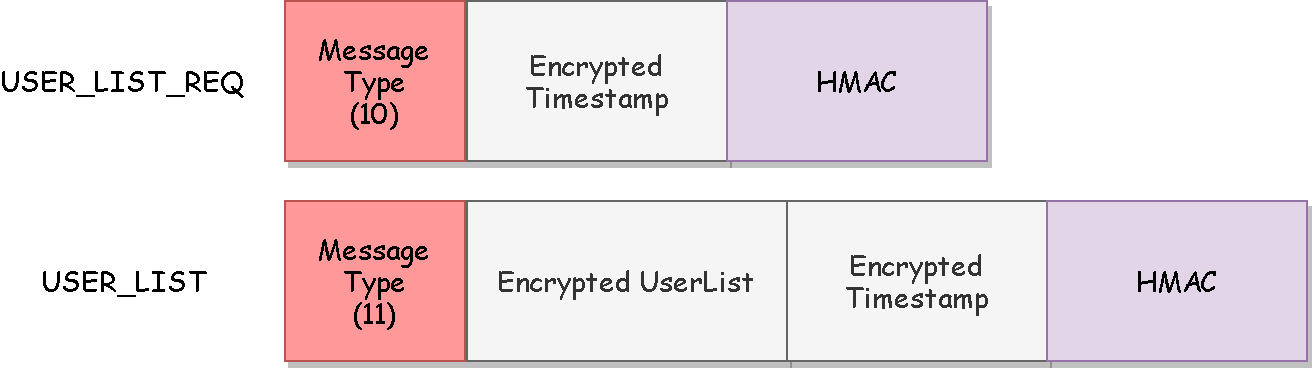 USER_LIST_REQ
Message
Type
(10)
Encrypted
Timestamp
HMAC
USER_LIST
Message
Type
(11)
Encrypted UserList
Encrypted
Timestamp
HMAC